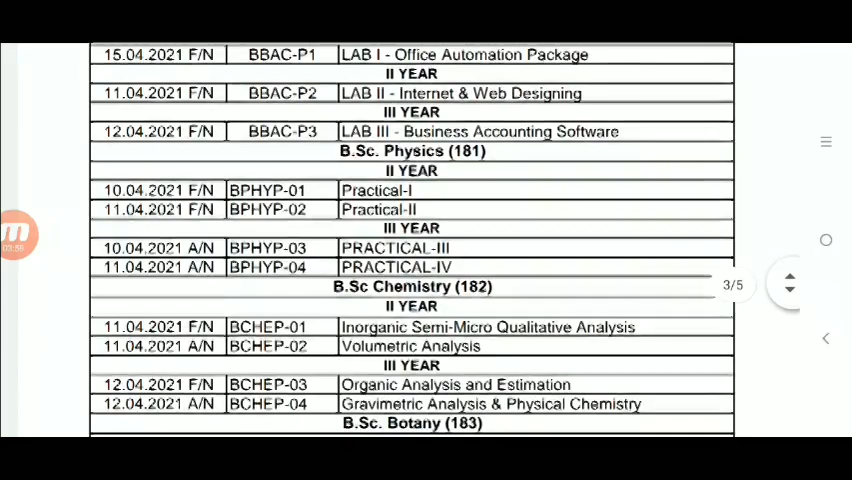 15.04.2021 F/N BBAC-P1 LAB I - Office Automation Package
II YEAR
11.04.2021 F/N BBAC-P2 LAB II - Internet & Web Designing
III YEAR
12.04.2021 F/N BBAC-P3 LAB III - Business Accounting Software
B.Sc. Physics (181)
II YEAR
10.04.2021 F/N BPHYP-01 Practical-I
11.04.2021 F/N BPHYP-02 Practical-II
III YEAR
10.04.2021 A/N BPHYP-03 PRACTICAL-III
11.04.2021 A/N BPHYP-04 PRACTICAL-IV
B.Sc Chemistry (182)
3/5
II YEAR
11.04.2021 F/N BCHEP-01 Inorganic Semi-Micro Qualitative Analysis
11.04.2021 A/N BCHEP-02 Volumetric Analysis
III YEAR
12.04.2021 F/N BCHEP-03 Organic Analysis and Estimation
12.04.2021 A/N BCHEP-04 Gravimetric Analysis & Physical Chemistry
B.Sc. Botany (183)